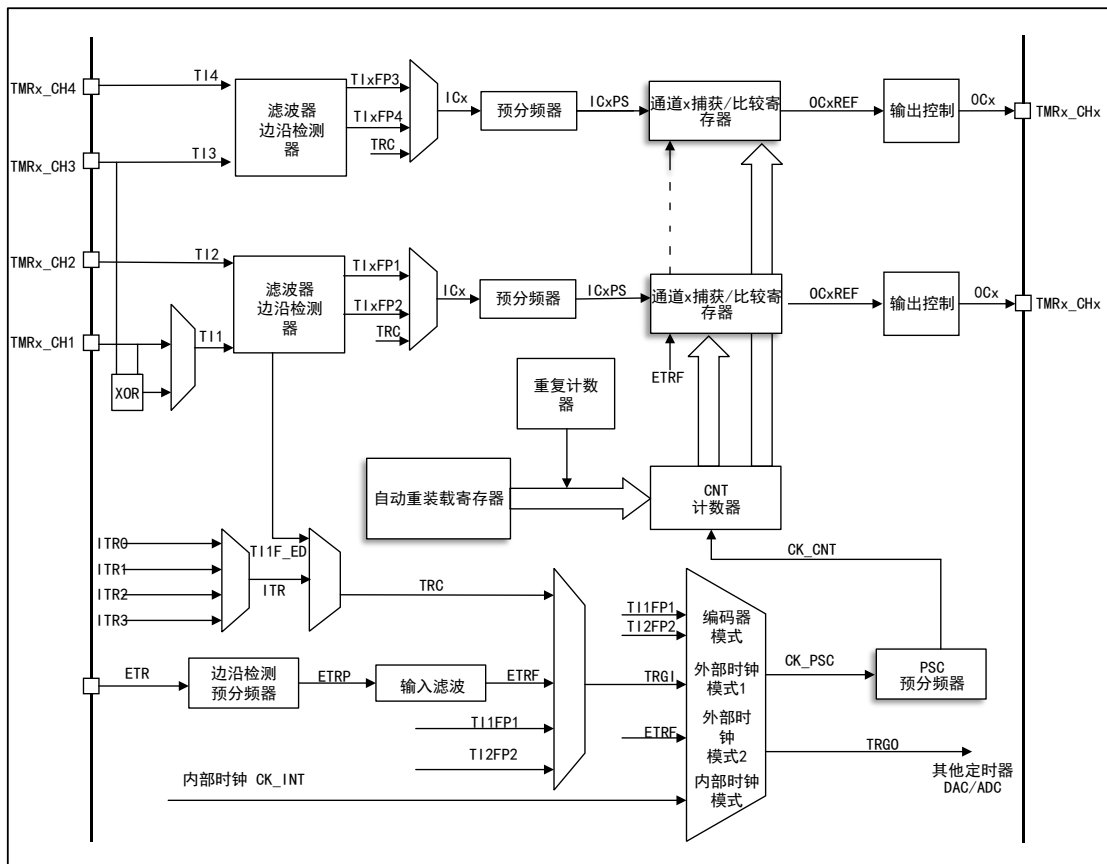 TMRx_CH4
TI4
滤波器
边沿检测
器
TIxFP3
TIxFP4
TRC
ICx
预分频器
ICxPS
通道x捕获/比较寄
存器
OCxREF
输出控制
OCx
TMRx_CHx
TMRx_CH3
TI3
TMRx_CH2
TI2
滤波器
边沿检测
器
TIxFP1
TIxFP2
TRC
ICx
预分频器
ICxPS
通道x捕获/比较寄
存器
OCxREF
输出控制
OCx
TMRx_CHx
TMRx_CH1
TI1
XOR
ETRF
重复计数
器
自动重装载寄存器
CNT
计数器
CK_CNT
ITR0
ITR1
ITR2
ITR3
ITR
TI1F_ED
TRC
TI1FP1
TI2FP2
编码器
模式
ETR
边沿检测
预分频器
ETRP
输入滤波
ETRF
TRGI
外部时钟
模式1
CK_PSC
PSC
预分频器
TI1FP1
TI2FP2
ETRF
外部时
钟
模式2
TRGO
其他定时器
DAC/ADC
内部时钟 CK_INT
内部时钟
模式